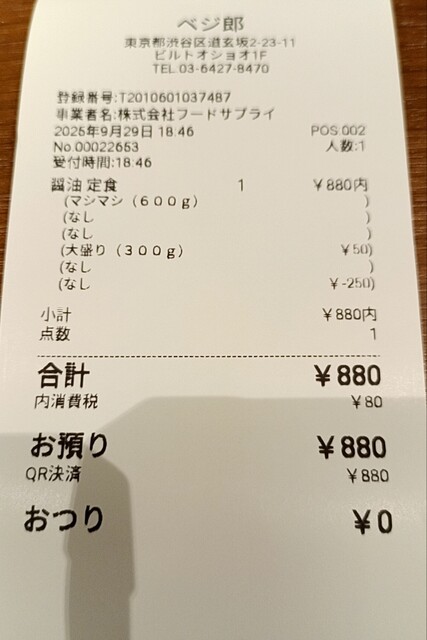 ベジ郎
東京都渋谷区道玄坂2-23-11
ビルトオショオ1F
TEL.03-6427-8470
登録番号:T2010601037487
事業者名:株式会社フードサプライ
2025年9月29日 18:46 POS:002
No.00022653 人数:1
受付時間:18:46
醤油 定食 1 ¥880内
(マシマシ（600g） )
(なし )
(なし )
(大盛り（300g） ¥50)
(なし )
(なし ¥-250)
小計 ¥880内
点数 1
合計 ¥880
内消費税 ¥80
お預り ¥880
QR決済 ¥880
おつり ¥0